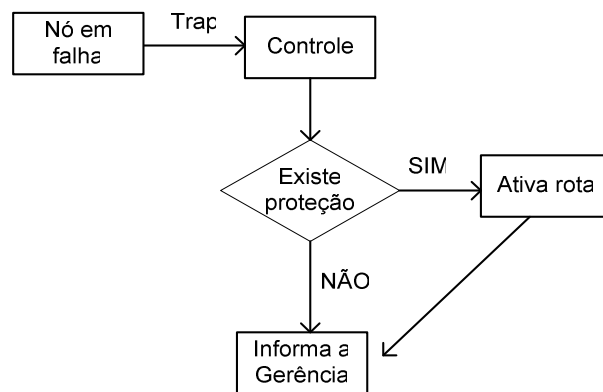 Nó em
falha
Trap
Controle
Existe
proteção
SIM
Ativa rota
NÃO
Informa a
Gerência